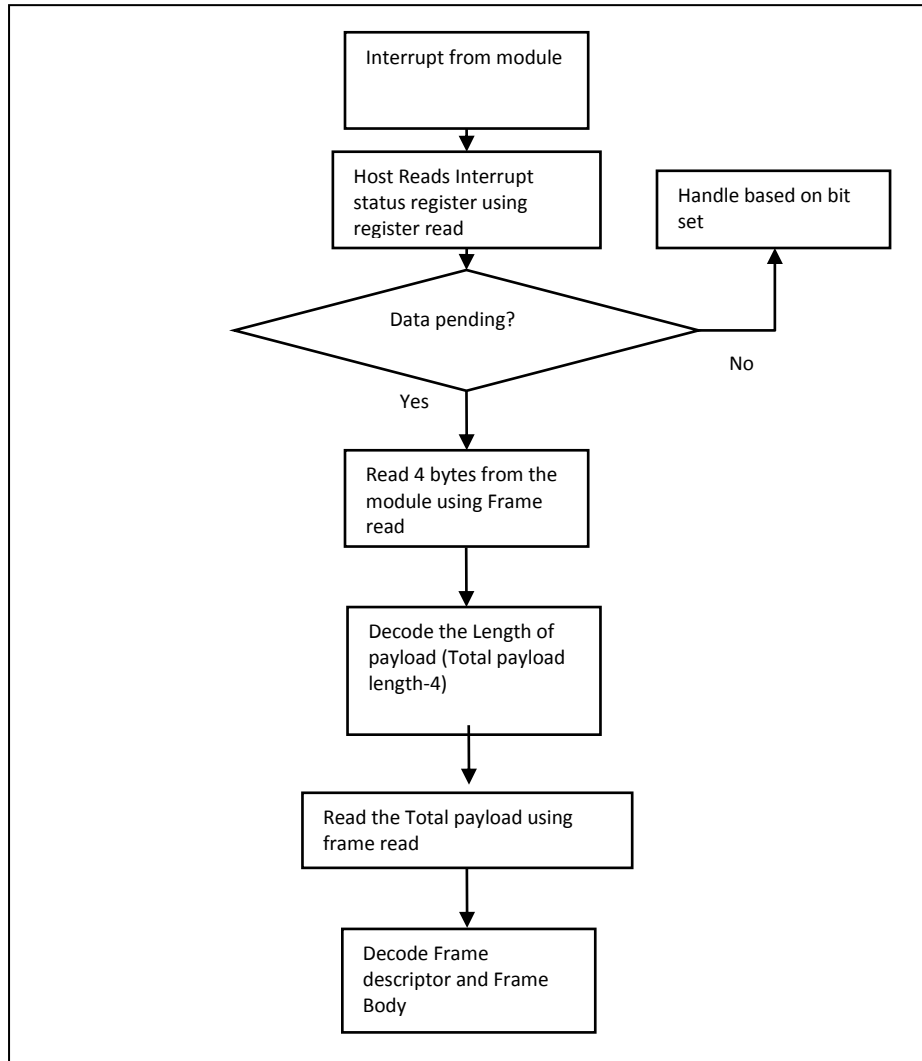 Interrupt from module
Host Reads Interrupt
status register using
register read
Handle based on bit
set
Data pending?
No
Yes
Read 4 bytes from the
module using Frame
read
Decode the Length of
payload (Total payload
length-4)
Read the Total payload using
frame read
Decode Frame
descriptor and Frame
Body